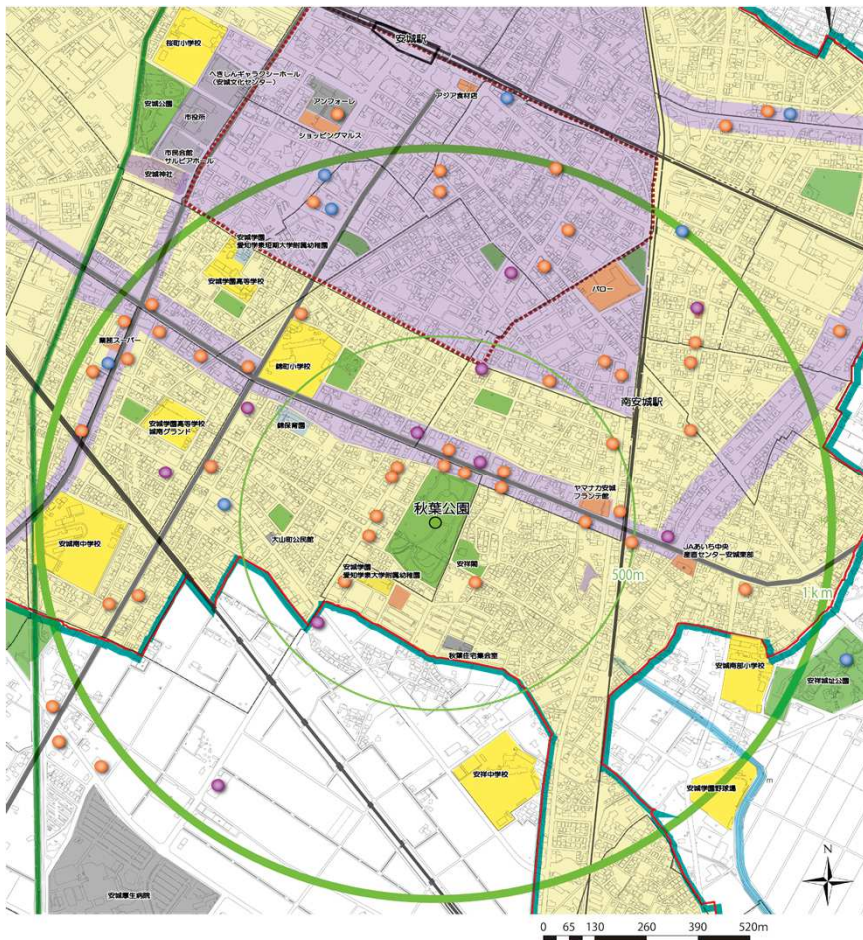 安城駅
桜町小学校
へきしんギャラクシーホール
(安城文化センター)
安城公園
市役所
アンフォーレ
アジア食材店
ショッピングマルス
市民会館
サルビアホール
安城神社
安城学園
愛知学泉短期大学附属幼稚園
安城学園高等学校
バロー
業務スーパー
錦町小学校
南安城駅
安城学園高等学校
城南グランド
錦保育園
ヤマナカ安城
フランテ館
秋葉公園
安城南中学校
大山町公民館
安祥閣
JAあいち中央
産直センター安城東部
安城学園
愛知学泉大学附属幼稚園
500m
1km
秋葉住宅集会室
安城南部小学校
安祥城址公園
安祥中学校
安城学園野球場
m
安城厚生病院
N
0 65 130 260 390 520m